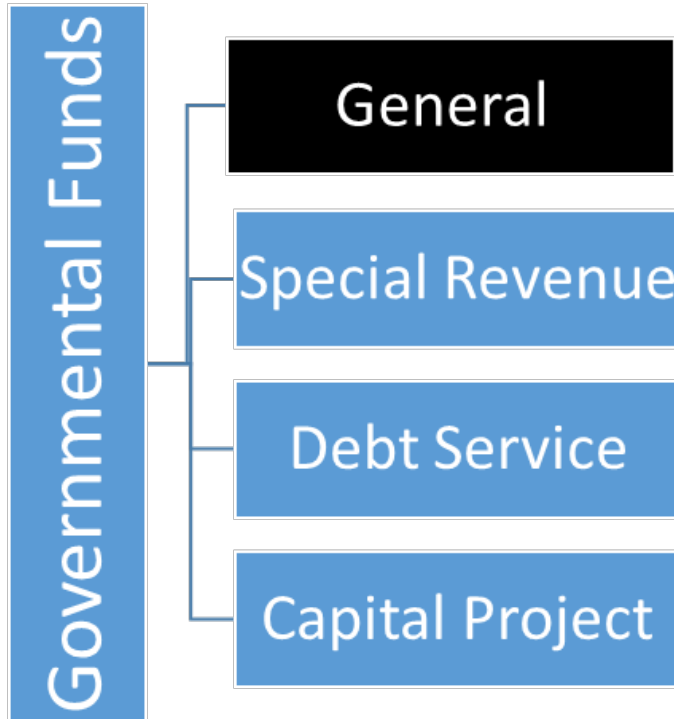 Governmental Funds
General
Special Revenue
Debt Service
Capital Project